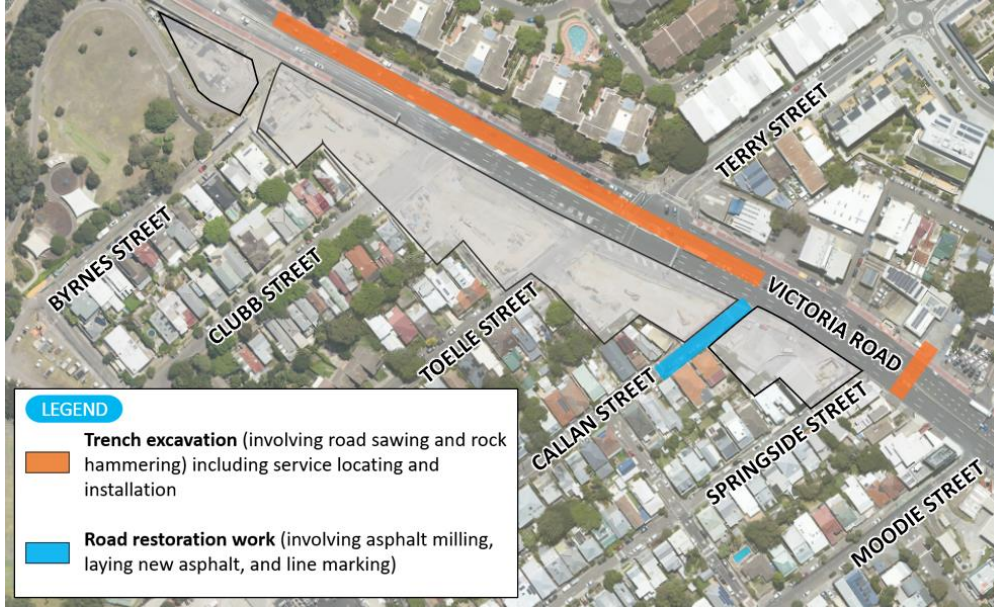 TERRY STREET
BYRNES STREET
CLUBB STREET
TOELLE STREET
VICTORIA ROAD
CALLAN STREET
SPRINGSIDE STREET
MOODIE STREET
LEGEND
Trench excavation (involving road sawing and rock
hammering) including service locating and
installation
Road restoration work (involving asphalt milling,
laying new asphalt, and line marking)